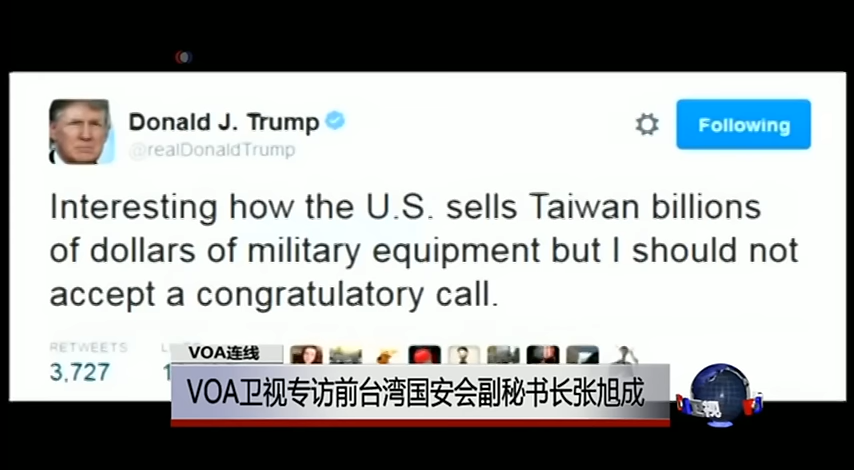 Donald J. Trump
@realDonaldTrump
Following
Interesting how the U.S. sells Taiwan billions
of dollars of military equipment but I should not
accept a congratulatory call.
RETWEETS
3,727
VOA连线
VOA卫视专访前台湾国安会副秘书长张旭成
卫视